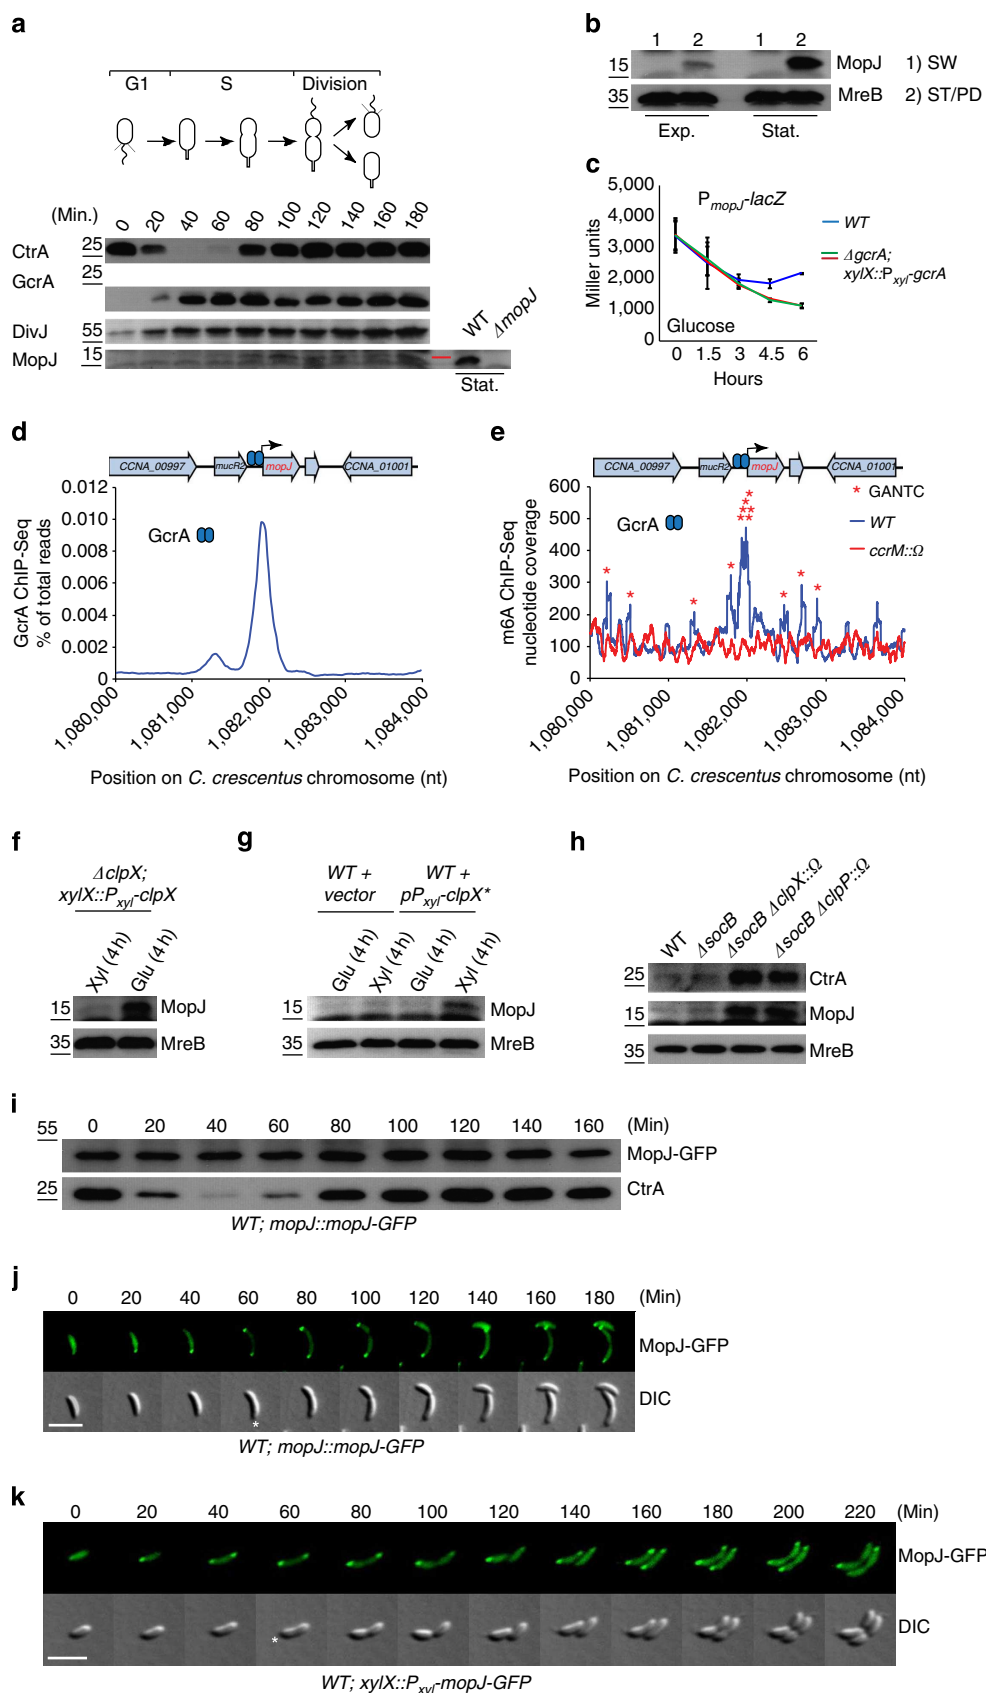 a
G1 S Division
(Min.) 0 20 40 60 80 100 120 140 160 180
CtrA 25
GcrA 25
DivJ 55
MopJ 15
WT ΔmopJ
Stat.
b
1 2 1 2
15 MopJ 1) SW
35 MreB 2) ST/PD
Exp. Stat.
c
PmopJ-lacZ
Miller units
5,000
4,000
3,000
2,000
1,000
0
Glucose
0 1.5 3 4.5 6
Hours
WT
ΔgcrA;
xylX::Pxyl-gcrA
d
CCNA_00997 mucR2 mopJ CCNA_01001
GcrA ChIP-Seq
% of total reads
0.012
0.010
0.008
0.006
0.004
0.002
0
GcrA
1,080,000 1,081,000 1,082,000 1,083,000 1,084,000
Position on C. crescentus chromosome (nt)
e
CCNA_00997 mucR2 mopJ CCNA_01001
m6A ChIP-Seq
nucleotide coverage
600
500
400
300
200
100
0
GcrA
* GANTC
WT
ccrM::Ω
* * * * * * * * * * * *
1,080,000 1,081,000 1,082,000 1,083,000 1,084,000
Position on C. crescentus chromosome (nt)
f
ΔclpX;
xylX::Pxyl-clpX
Xyl (4 h) Glu (4 h)
15 MopJ
35 MreB
g
WT + vector
WT + pPxyl-clpX*
Glu (4 h) Xyl (4 h) Glu (4 h) Xyl (4 h)
15 MopJ
35 MreB
h
WT ΔsocB ΔsocB ΔclpX::Ω ΔsocB ΔclpP::Ω
25 CtrA
15 MopJ
35 MreB
i
0 20 40 60 80 100 120 140 160 (Min)
55 MopJ-GFP
25 CtrA
WT; mopJ::mopJ-GFP
j
0 20 40 60 80 100 120 140 160 180 (Min)
MopJ-GFP
DIC
*
WT; mopJ::mopJ-GFP
k
0 20 40 60 80 100 120 140 160 180 200 220 (Min)
MopJ-GFP
DIC
*
WT; xylX::Pxyl-mopJ-GFP